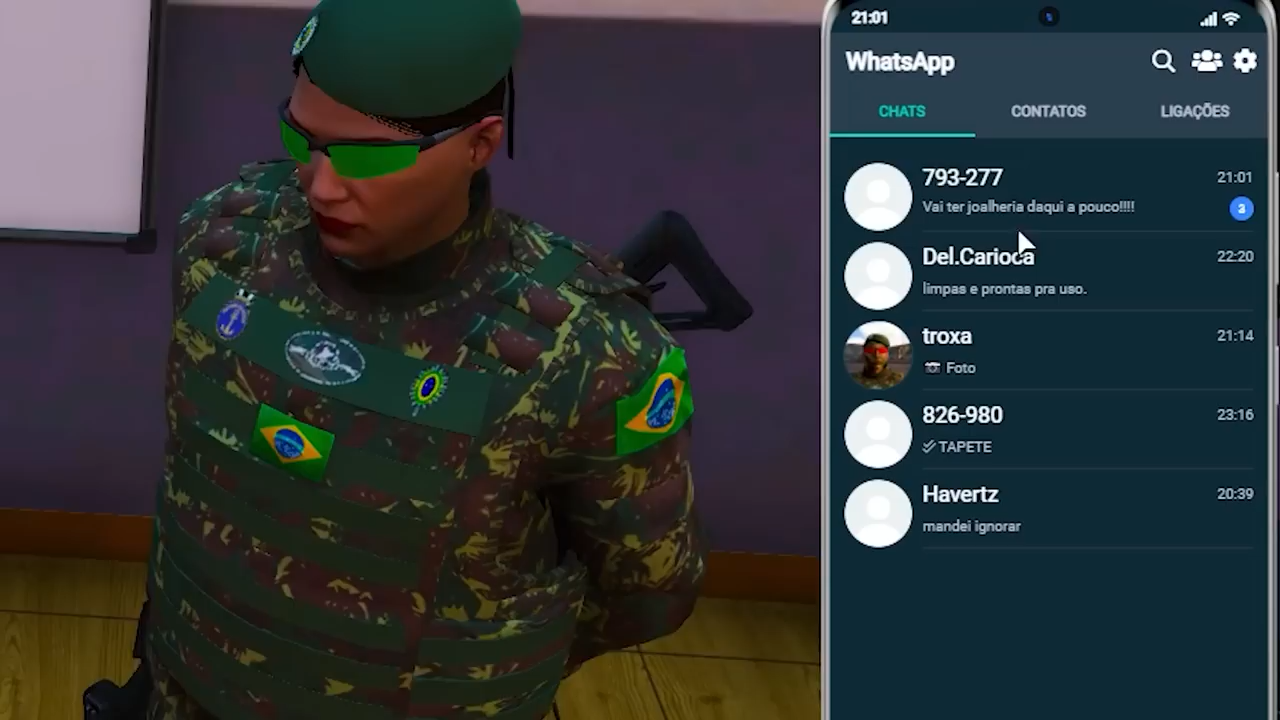 21:01
WhatsApp
CHATS CONTATOS LIGAÇÕES
793-277 21:01
Vai ter joalheria daqui a pouco!!!! 3
Del.Carioca 22:20
limpas e prontas pra uso.
troxa 21:14
Foto
826-980 23:16
TAPETE
Havertz 20:39
mandei ignorar